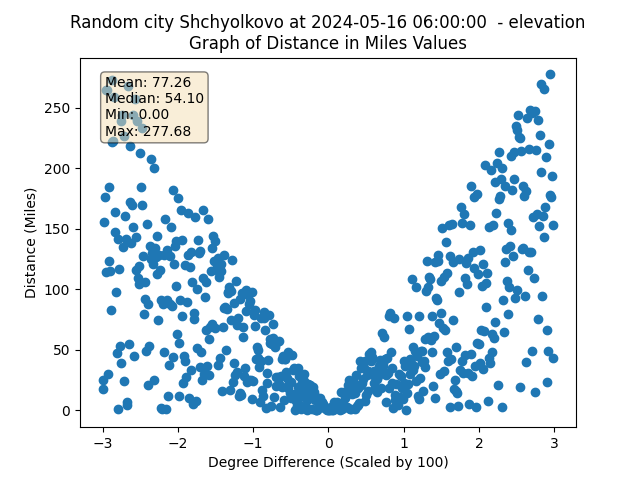 Random city Shchyolkovo at 2024-05-16 06:00:00  - elevation
Graph of Distance in Miles Values
Mean: 77.26
Median: 54.10
Min: 0.00
Max: 277.68
250
200
150
100
50
0
Distance (Miles)
−3 −2 −1 0 1 2 3
Degree Difference (Scaled by 100)